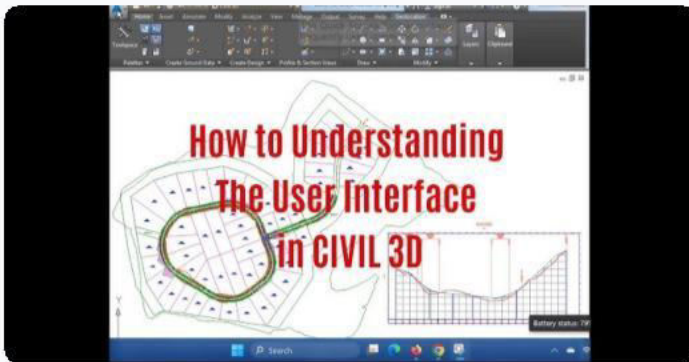 Home Insert Annotate Modify Analyze View Manage Output Survey Help Geolocation
Toolspace
Layers Clipboard
Palettes Create Ground Data Create Design Profile & Section Views Draw Modify
How to Understanding
The User Interface
in CIVIL 3D
Y
Battery status: 79
Search